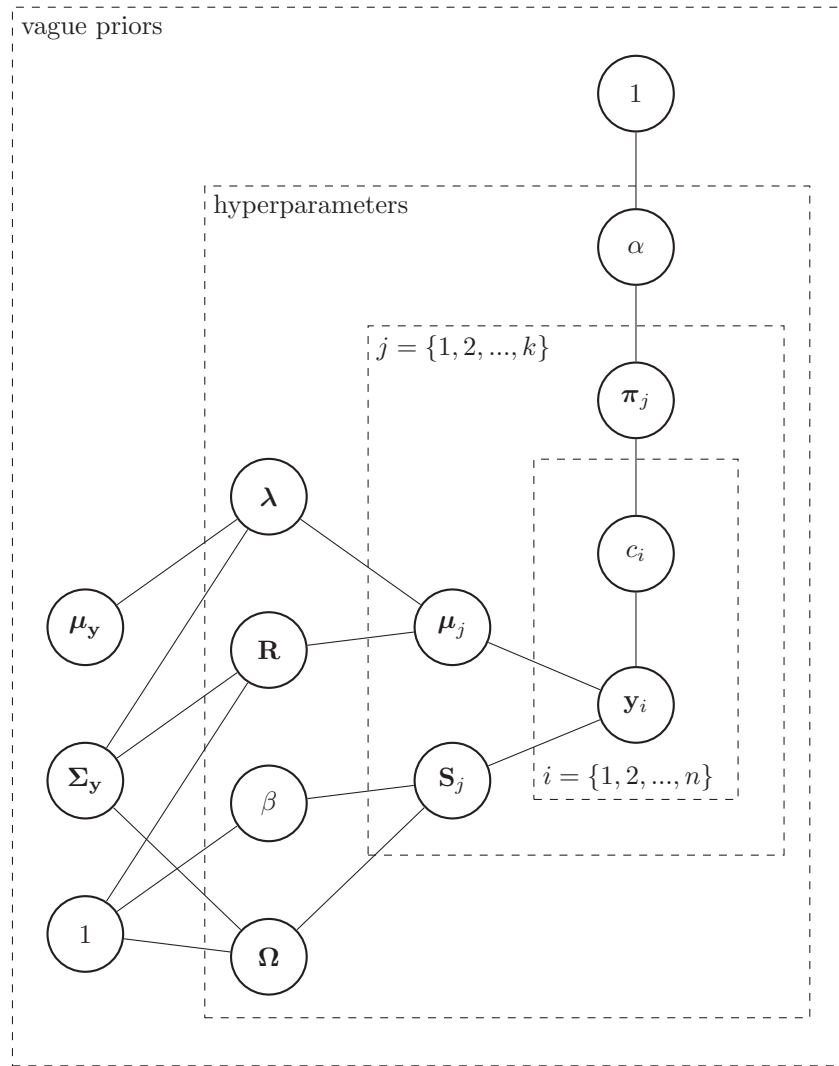 vague priors
1
hyperparameters
α
j = {1, 2, ..., k}
π_j
λ
c_i
μ_y
R
μ_j
y_i
Σ_y
β
S_j
i = {1, 2, ..., n}
1
Ω